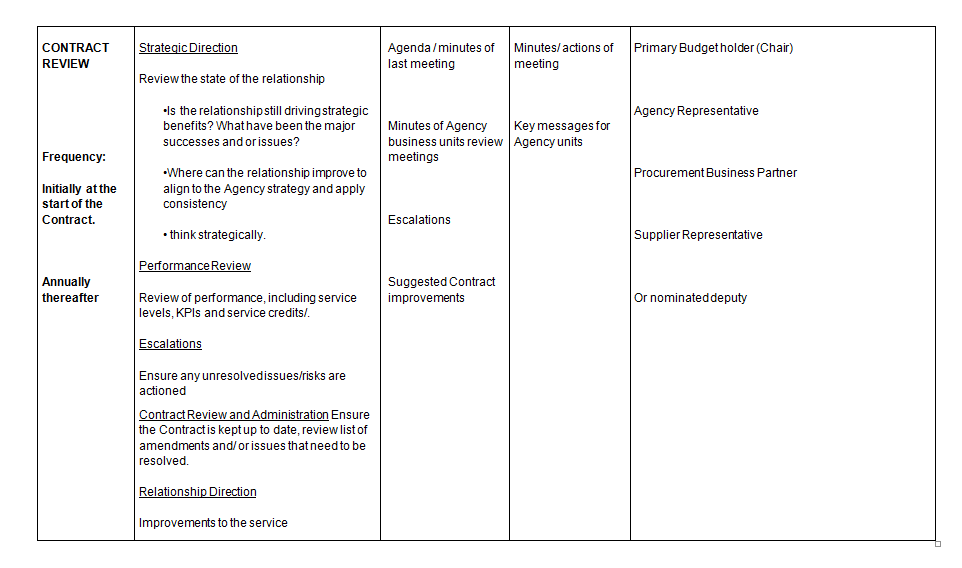 CONTRACT
REVIEW
Frequency:
Initially at the
start of the
Contract.
Annually
thereafter
Strategic Direction
Review the state of the relationship
•Is the relationship still driving strategic
benefits? What have been the major
successes and or issues?
•Where can the relationship improve to
align to the Agency strategy and apply
consistency
• think strategically.
Performance Review
Review of performance, including service
levels, KPIs and service credits/.
Escalations
Ensure any unresolved issues/risks are
actioned
Contract Review and Administration Ensure
the Contract is kept up to date, review list of
amendments and/ or issues that need to be
resolved.
Relationship Direction
Improvements to the service
Agenda / minutes of
last meeting
Minutes of Agency
business units review
meetings
Escalations
Suggested Contract
improvements
Minutes/ actions of
meeting
Key messages for
Agency units
Primary Budget holder (Chair)
Agency Representative
Procurement Business Partner
Supplier Representative
Or nominated deputy